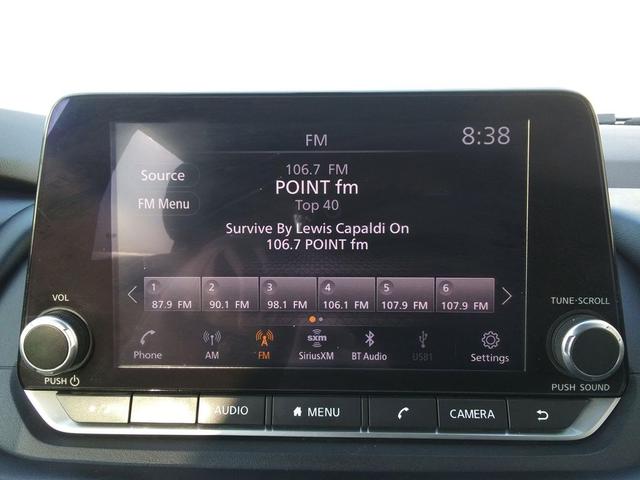 FM 8:38
Source
FM Menu
106.7 FM
POINT fm
Top 40
Survive By Lewis Capaldi On
106.7 POINT fm
1 2 3 4 5 6
87.9 FM 90.1 FM 98.1 FM 106.1 FM 107.9 FM 107.9 FM
VOL
TUNE·SCROLL
sxm
Phone AM FM SiriusXM BT Audio USB1 Settings
PUSH
PUSH SOUND
AUDIO MENU CAMERA